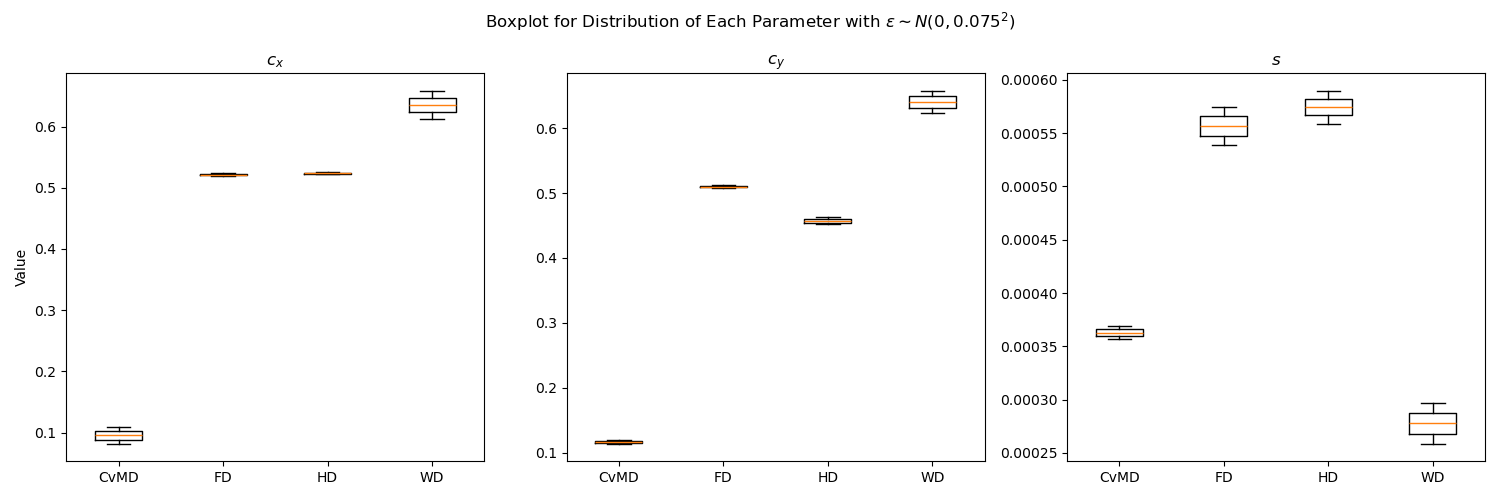 Boxplot for Distribution of Each Parameter with ε ∼ N(0, 0.075²)
c_x
Value
0.6
0.5
0.4
0.3
0.2
0.1
CvMD FD HD WD
c_y
0.6
0.5
0.4
0.3
0.2
0.1
CvMD FD HD WD
s
0.00060
0.00055
0.00050
0.00045
0.00040
0.00035
0.00030
0.00025
CvMD FD HD WD